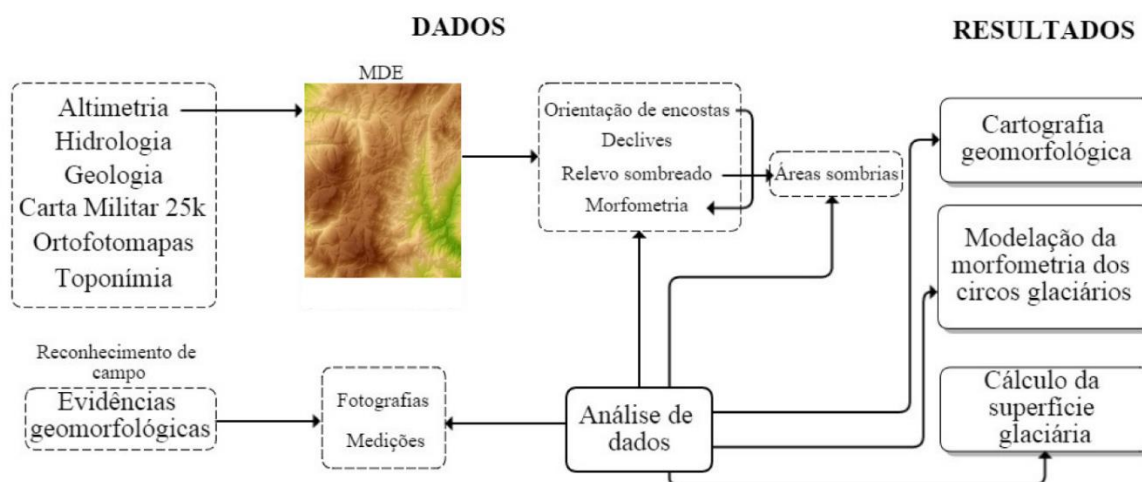 DADOS
RESULTADOS
MDE
Altimetria
Hidrologia
Geologia
Carta Militar 25k
Ortofotomapas
Toponímia
Orientação de encostas
Declives
Relevo sombreado
Morfometria
Áreas sombrias
Cartografia
geomorfológica
Modelação da
morfometria dos
circos glaciários
Reconhecimento de
campo
Evidências
geomorfológicas
Fotografias
Medições
Análise de
dados
Cálculo da
superfície
glaciária